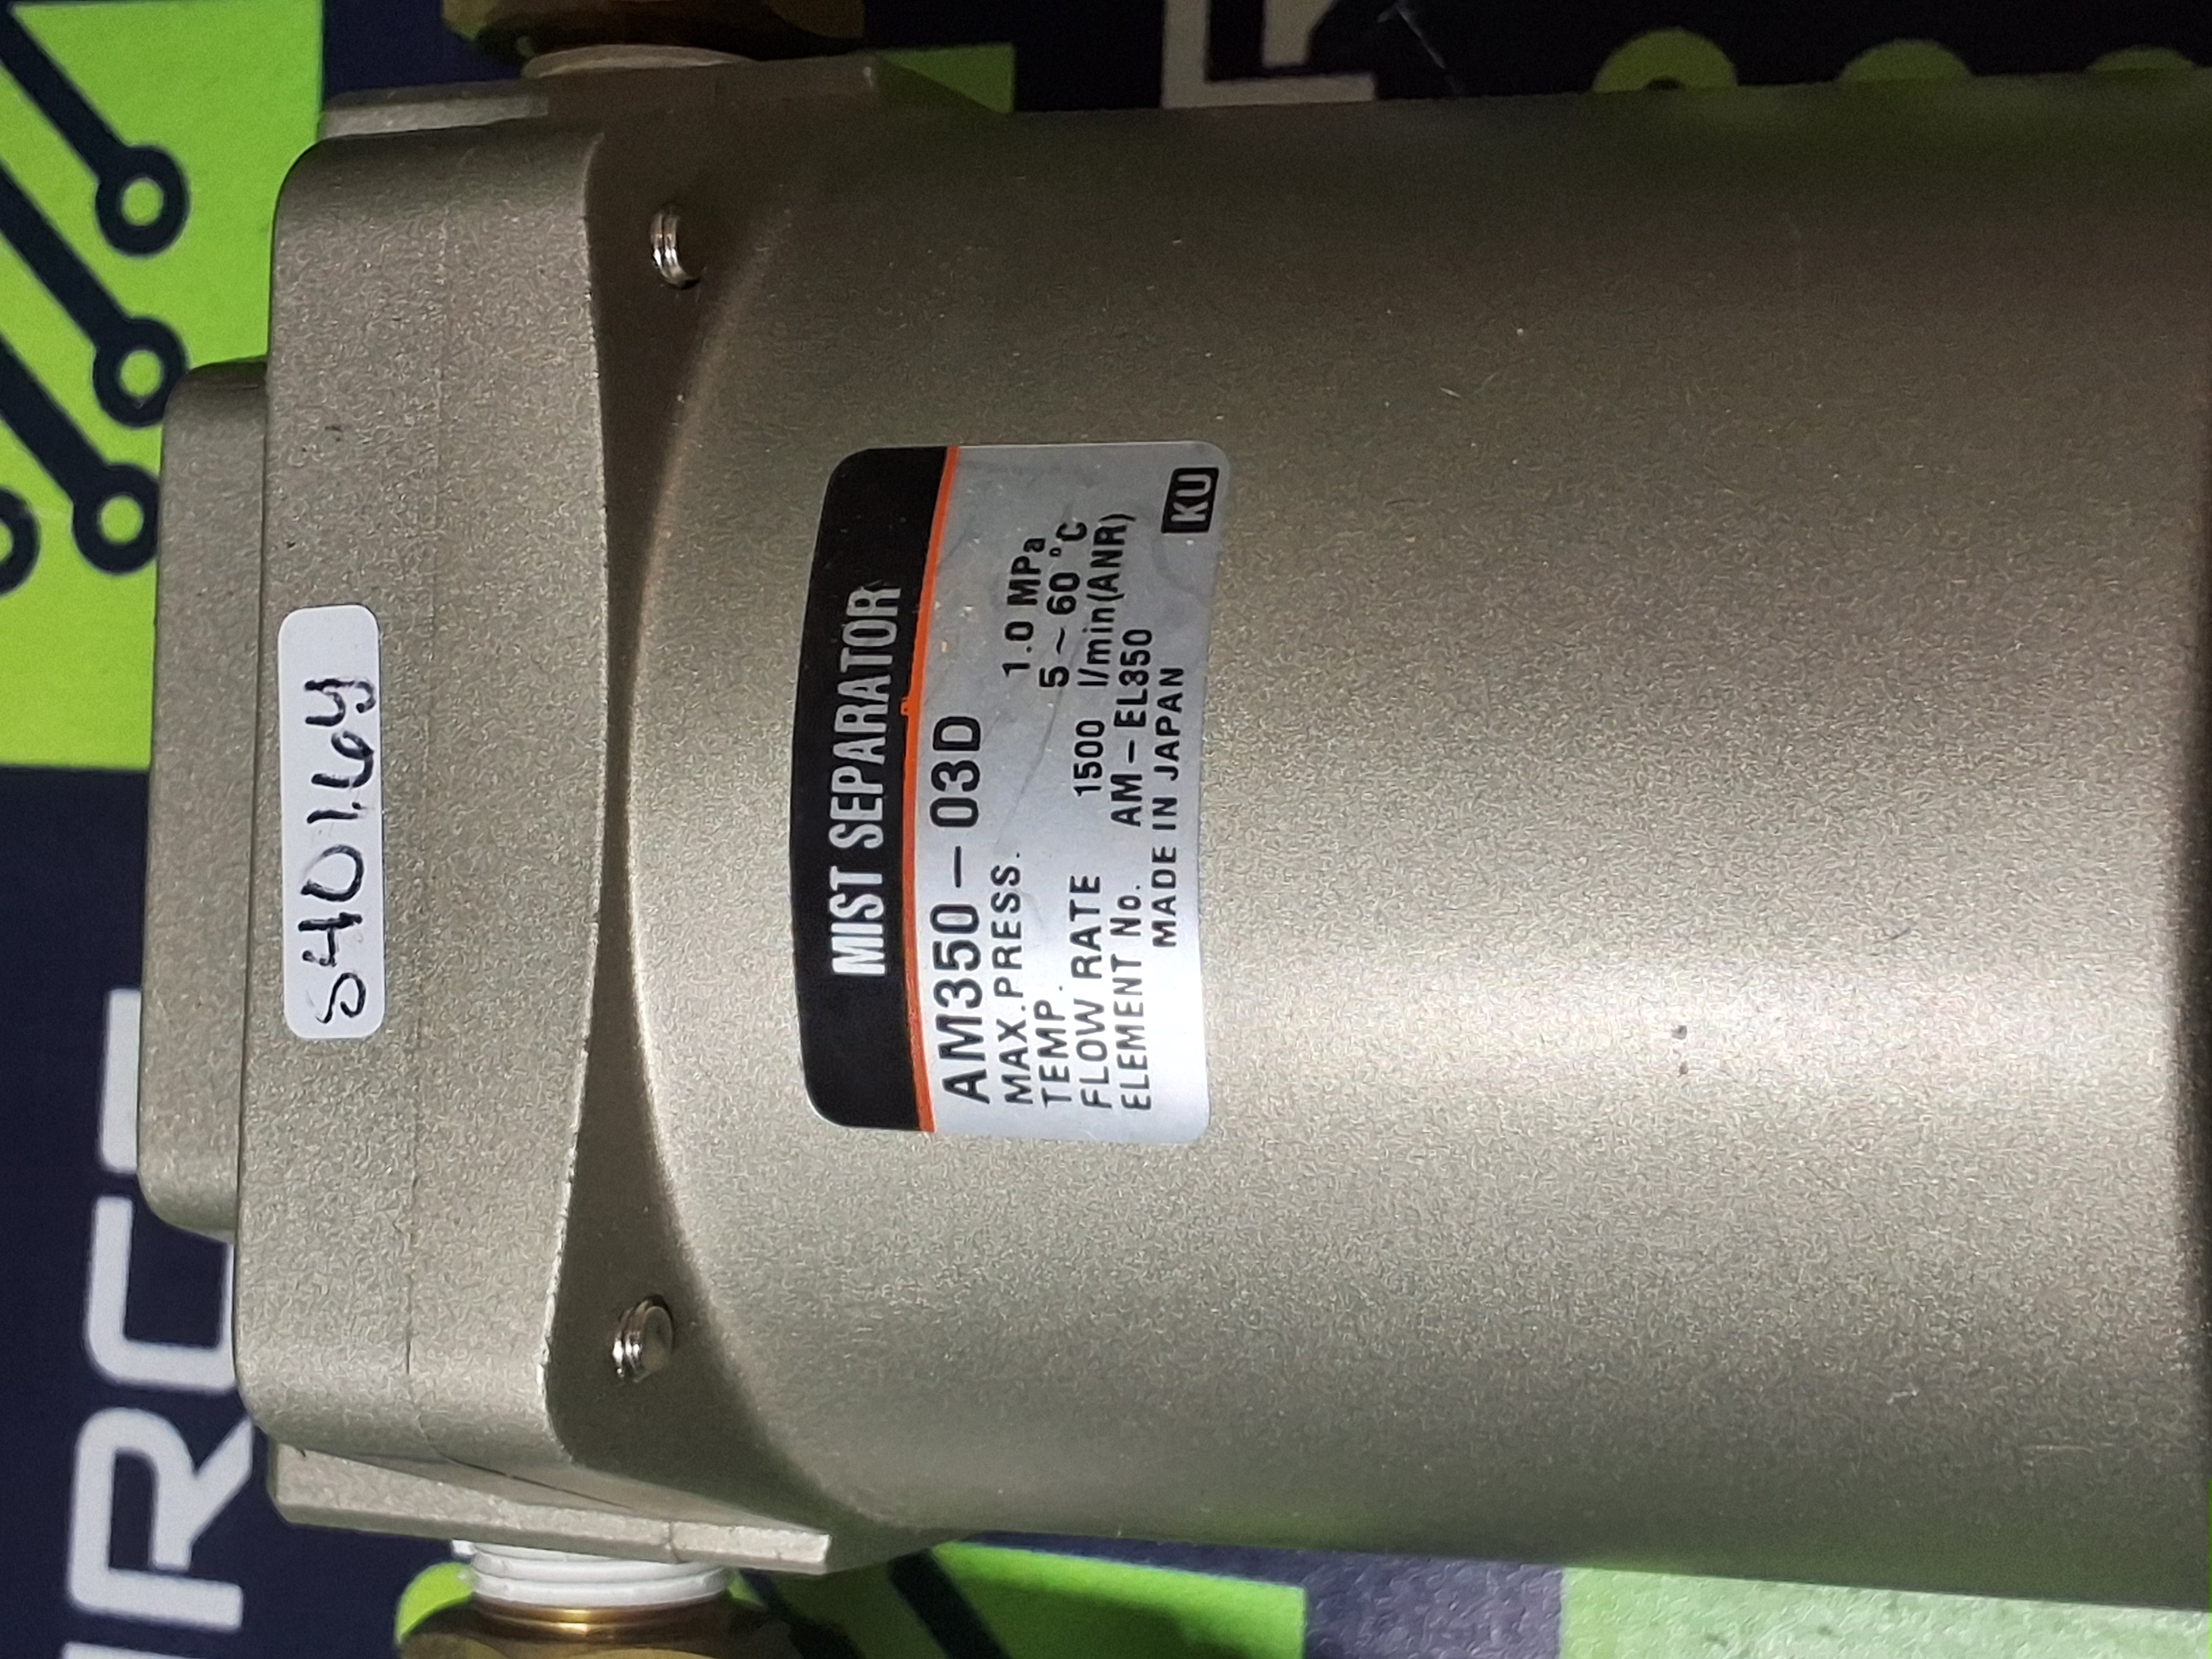 S40164
MIST SEPARATOR
AM350-03D
MAX.PRESS. 1.0 MPa
TEMP. 5~60°C
FLOW RATE 1500 l/min(ANR)
ELEMENT No. AM-EL350
MADE IN JAPAN
KU